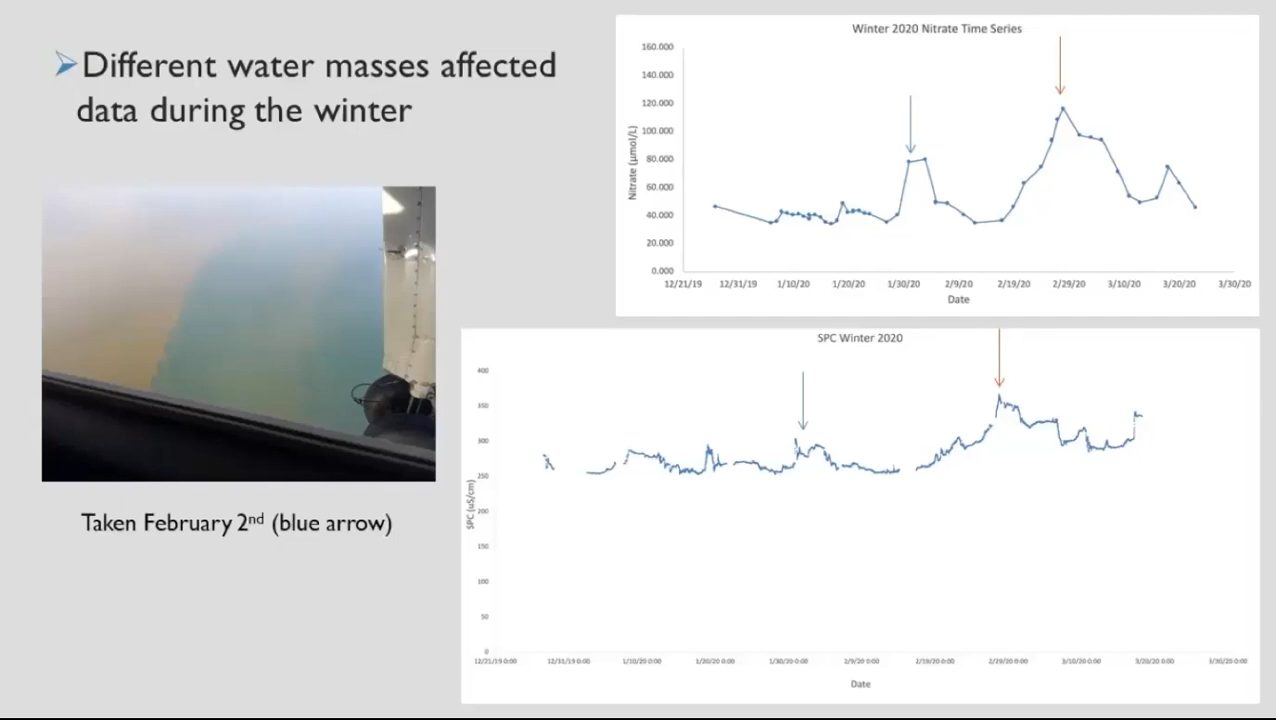 ➢Different water masses affected
data during the winter
Taken February 2nd (blue arrow)
Winter 2020 Nitrate Time Series
160.000
140.000
120.000
100.000
80.000
60.000
40.000
20.000
0.000
Nitrate (µmol/L)
12/21/19 12/31/19 1/10/20 1/20/20 1/30/20 2/9/20 2/19/20 2/29/20 3/10/20 3/20/20 3/30/20
Date
SPC Winter 2020
400
350
300
250
200
150
100
50
0
SPC (uS/cm)
12/21/19 0:00 12/31/19 0:00 1/10/20 0:00 1/20/20 0:00 1/30/20 0:00 2/9/20 0:00 2/19/20 0:00 2/29/20 0:00 3/10/20 0:00 3/20/20 0:00 3/30/20 0:00
Date